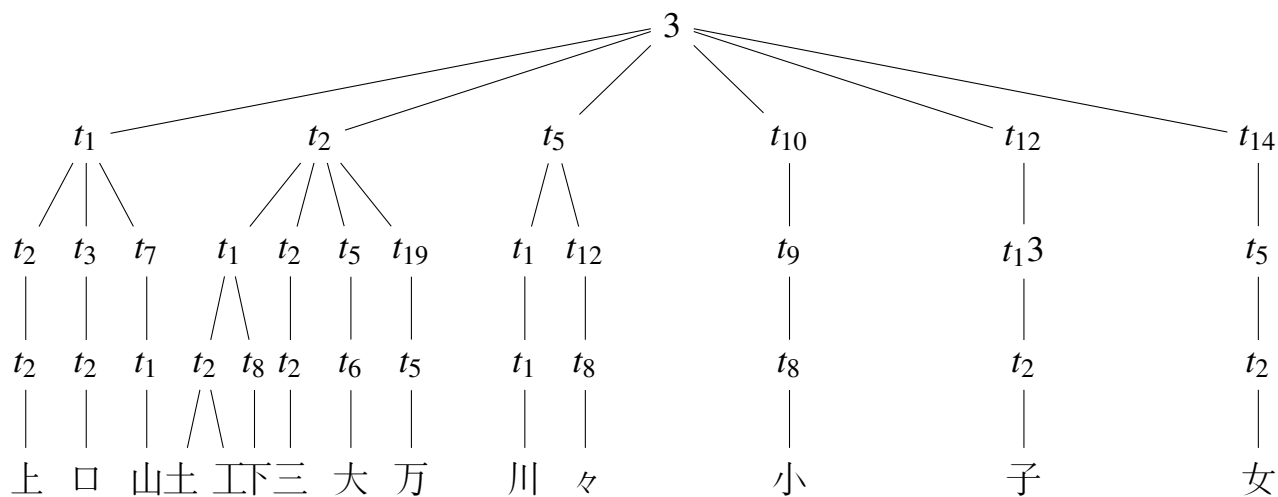 3
t₁ t₂ t₅ t₁₀ t₁₂ t₁₄
t₂ t₃ t₇ t₁ t₂ t₅ t₁₉ t₁ t₁₂ t₉ t₁3 t₅
t₂ t₂ t₁ t₂ t₈ t₂ t₆ t₅ t₁ t₈ t₈ t₂ t₂
上 口 山 土 工 下 三 大 万 川 々 小 子 女